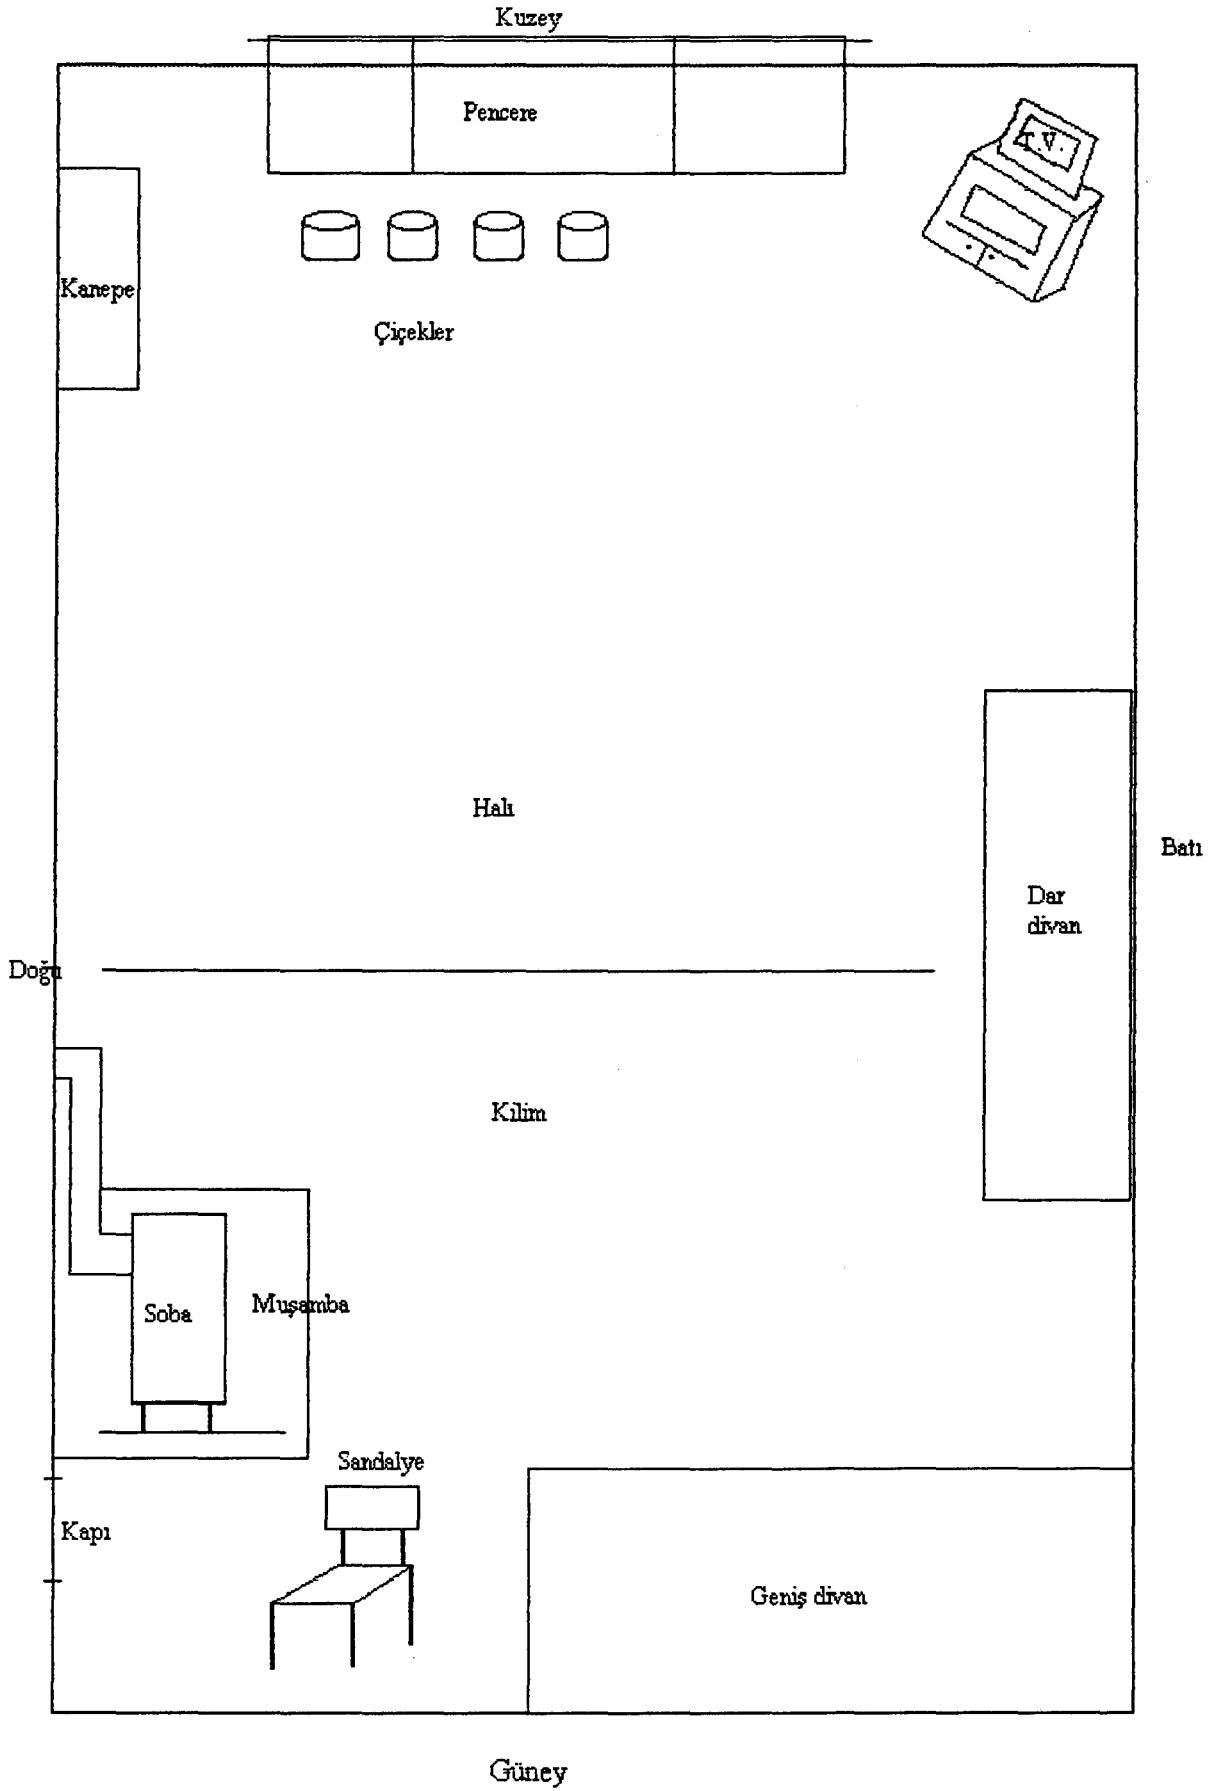 Kuzey
Pencere
T.V.
Kanepe
Çiçekler
Halı
Batı
Dar
divan
Doğu
Kilim
Soba
Muşamba
Sandalye
Kapı
Geniş divan
Güney